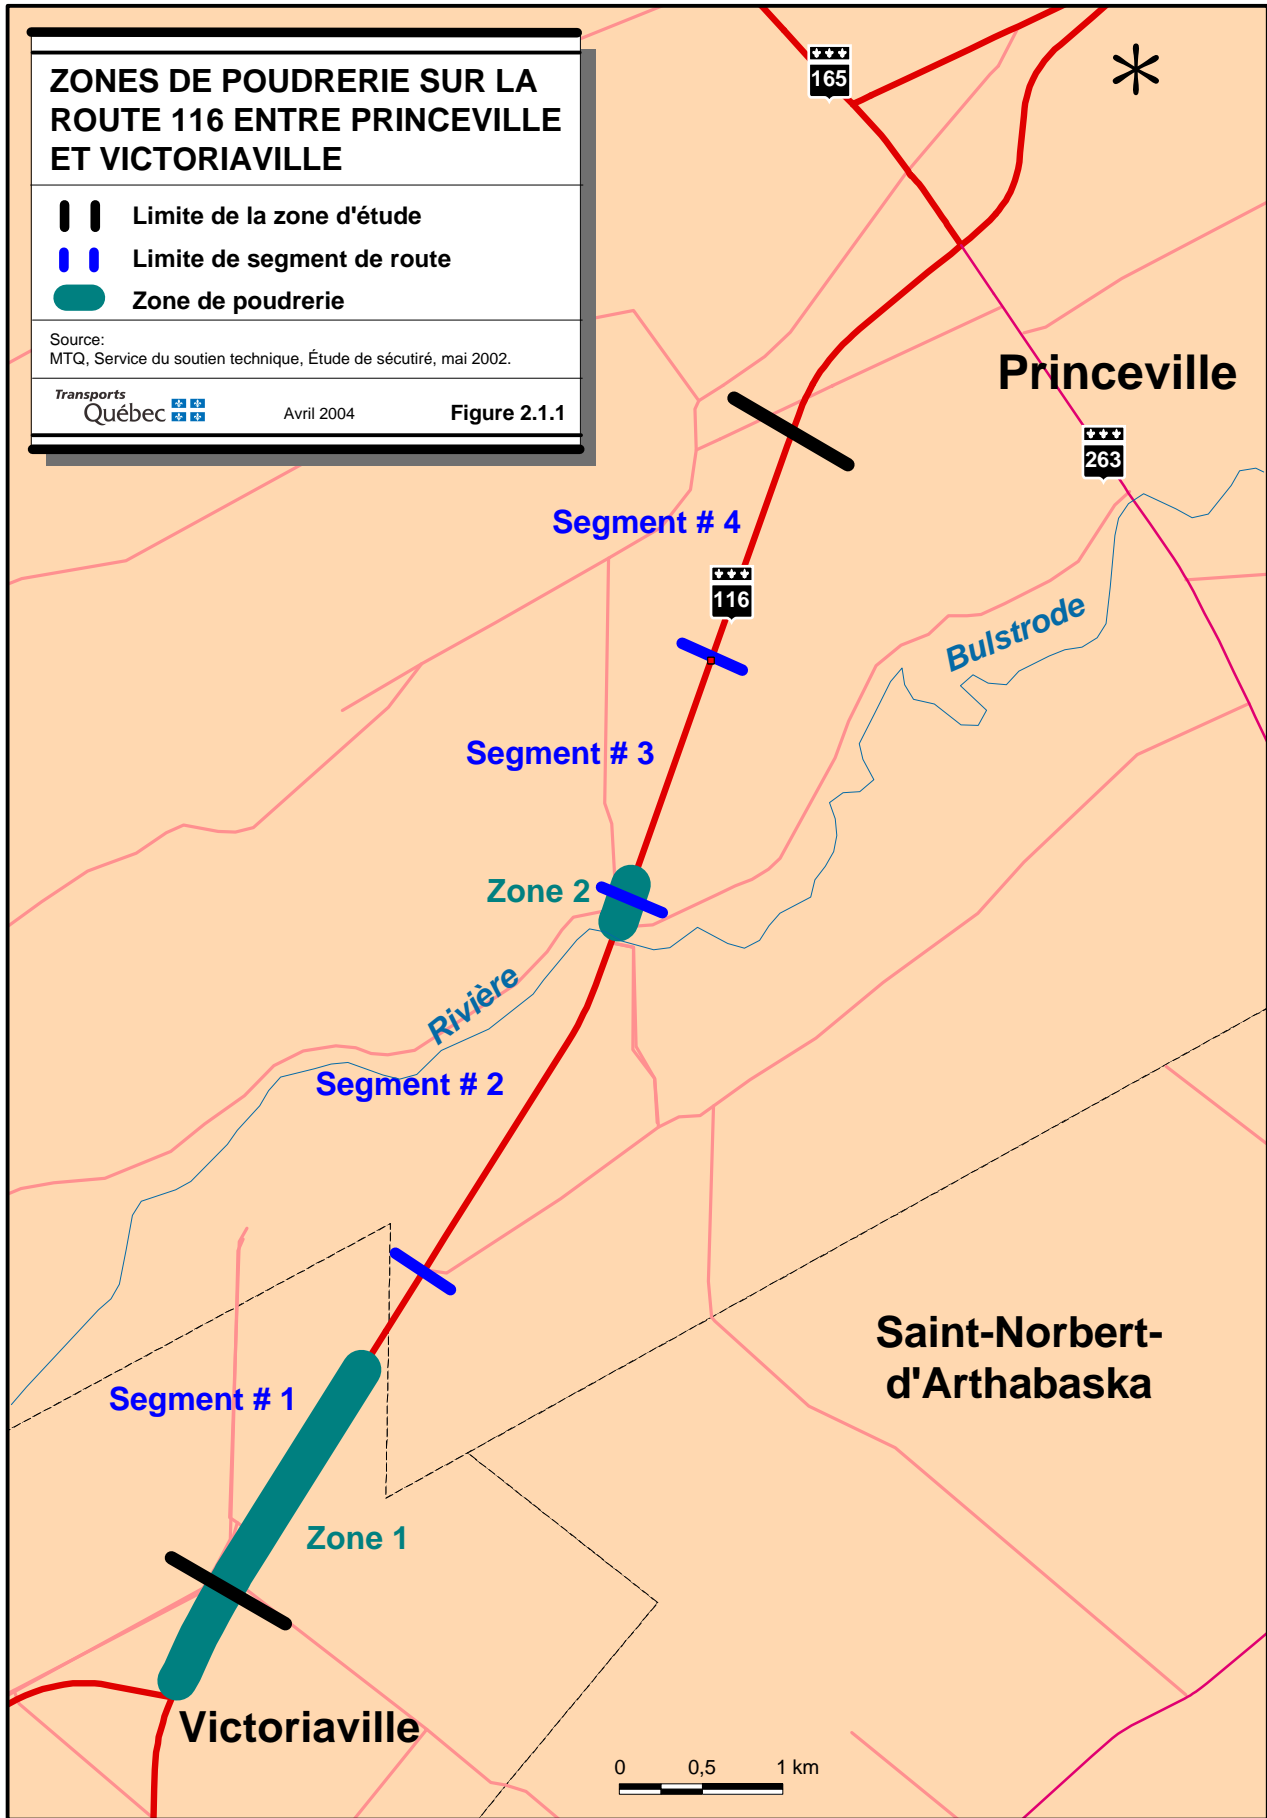 ZONES DE POUDRERIE SUR LA
ROUTE 116 ENTRE PRINCEVILLE
ET VICTORIAVILLE
Limite de la zone d'étude
Limite de segment de route
Zone de poudrerie
Source:
MTQ, Service du soutien technique, Étude de sécutiré, mai 2002.
Transports
Québec
Avril 2004
Figure 2.1.1
165
Princeville
263
Segment # 4
116
Bulstrode
Segment # 3
Zone 2
Rivière
Segment # 2
Saint-Norbert-
d'Arthabaska
Segment # 1
Zone 1
Victoriaville
0 0,5 1 km